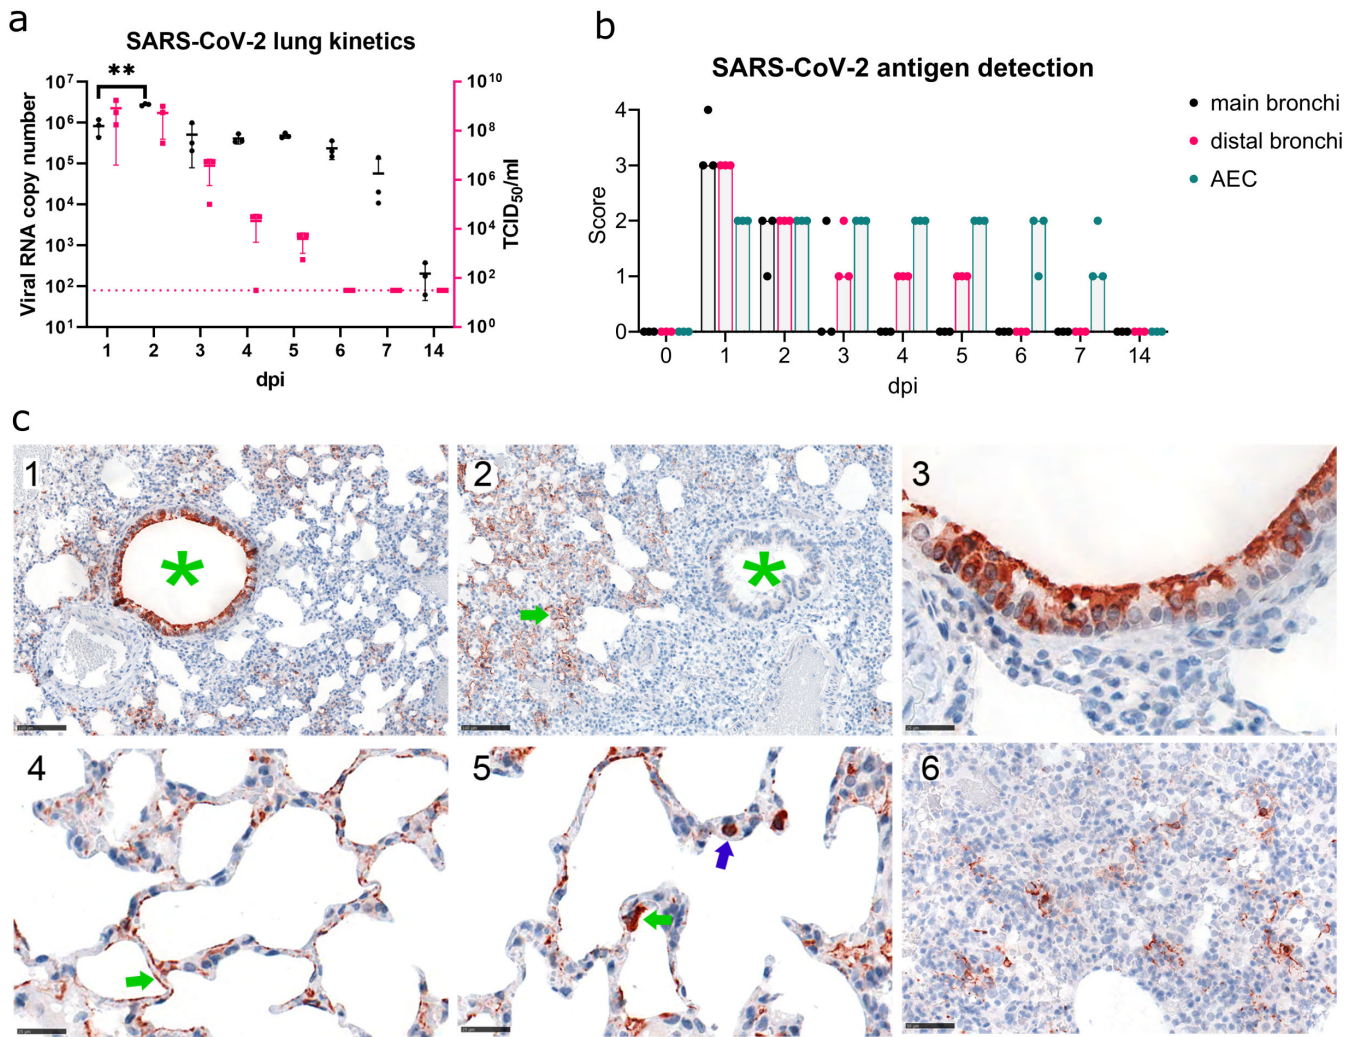 a
SARS-CoV-2 lung kinetics
**
Viral RNA copy number
10⁷
10⁶
10⁵
10⁴
10³
10²
10¹
10¹⁰
10⁸
10⁶
10⁴
10²
10⁰
TCID₅₀/ml
1 2 3 4 5 6 7 14
dpi
b
SARS-CoV-2 antigen detection
Score
4
3
2
1
0
0 1 2 3 4 5 6 7 14
dpi
main bronchi
distal bronchi
AEC
c
1
*
2
*
3
4
5
6